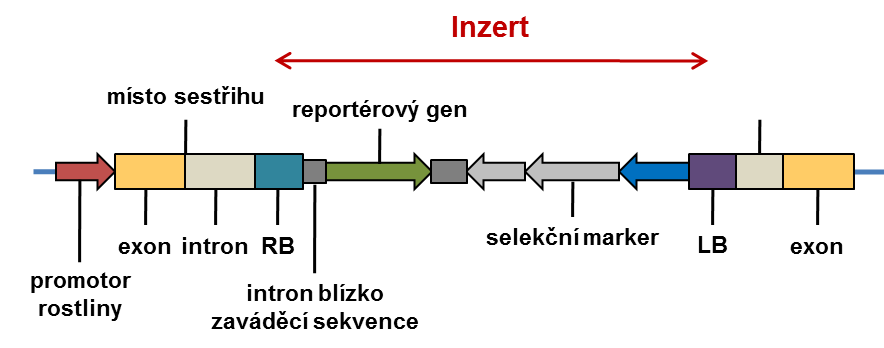 Inzert
místo sestřihu
reportérový gen
exon
intron
RB
selekční marker
LB
exon
promotor
rostliny
intron blízko
zaváděcí sekvence